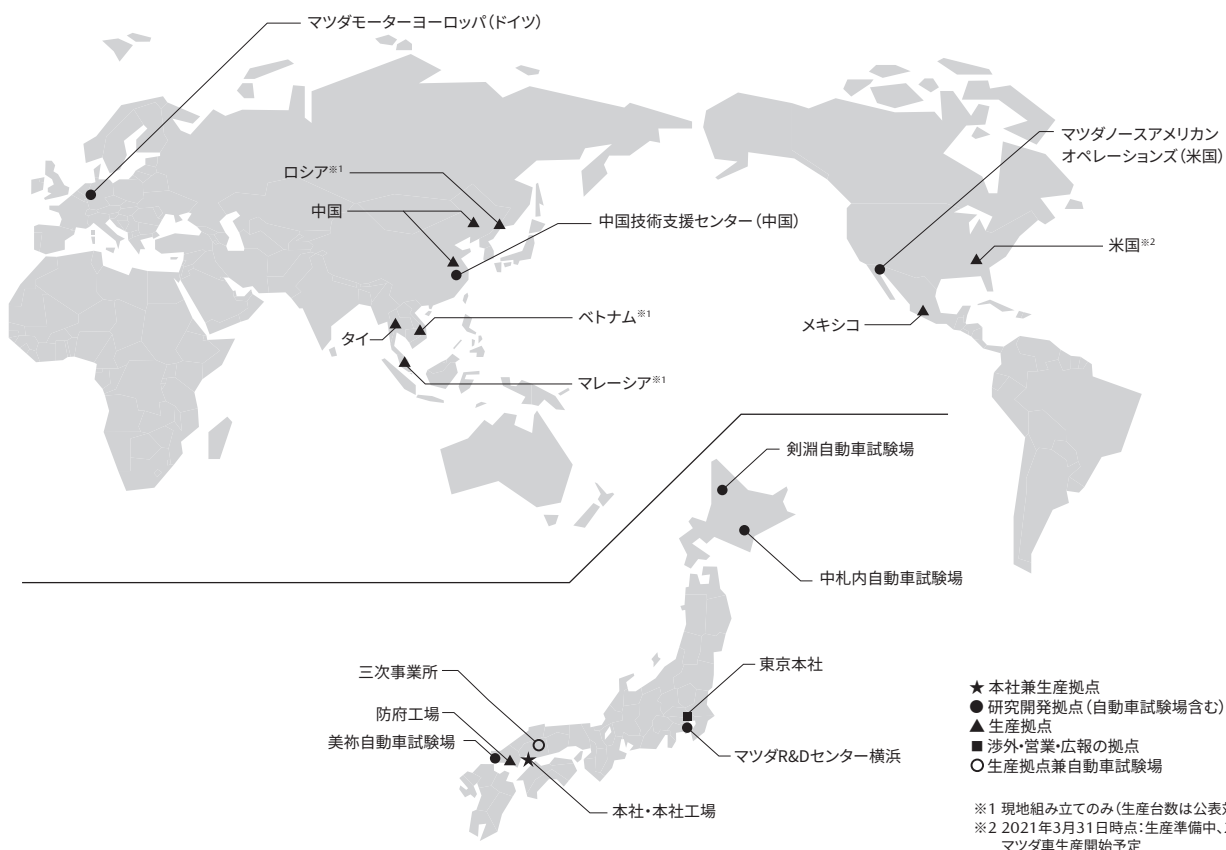 マツダモーターヨーロッパ(ドイツ)
マツダノースアメリカン
オペレーションズ(米国)
ロシア※1
中国
中国技術支援センター(中国)
米国※2
ベトナム※1
タイ
メキシコ
マレーシア※1
剣淵自動車試験場
中札内自動車試験場
三次事業所
東京本社
防府工場
美祢自動車試験場
マツダR&Dセンター横浜
本社・本社工場
★ 本社兼生産拠点
● 研究開発拠点(自動車試験場含む)
▲ 生産拠点
■ 渉外・営業・広報の拠点
○ 生産拠点兼自動車試験場
※1 現地組み立てのみ(生産台数は公表
※2 2021年3月31日時点:生産準備中、
マツダ車生産開始予定